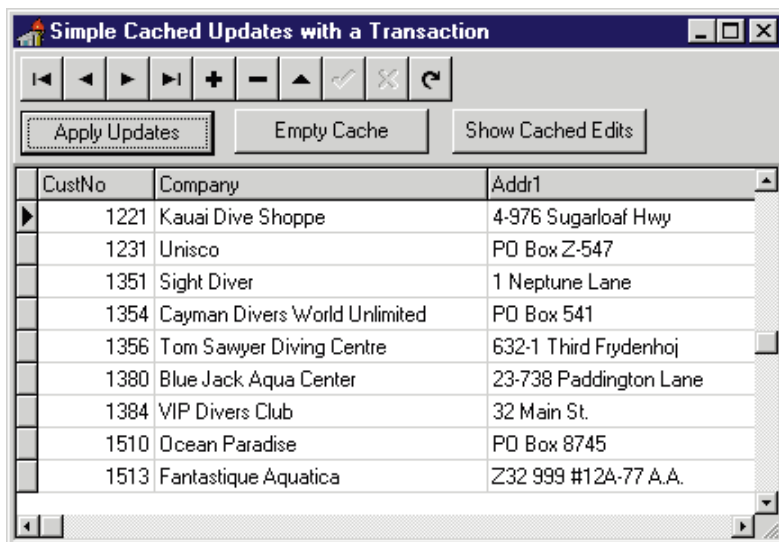 Simple Cached Updates with a Transaction
Apply Updates Empty Cache Show Cached Edits
CustNo Company Addr1
1221 Kauai Dive Shoppe 4-976 Sugarloaf Hwy
1231 Unisco PO Box Z-547
1351 Sight Diver 1 Neptune Lane
1354 Cayman Divers World Unlimited PO Box 541
1356 Tom Sawyer Diving Centre 632-1 Third Frydenhoj
1380 Blue Jack Aqua Center 23-738 Paddington Lane
1384 VIP Divers Club 32 Main St.
1510 Ocean Paradise PO Box 8745
1513 Fantastique Aquatica Z32 999 #12A-77 A.A.